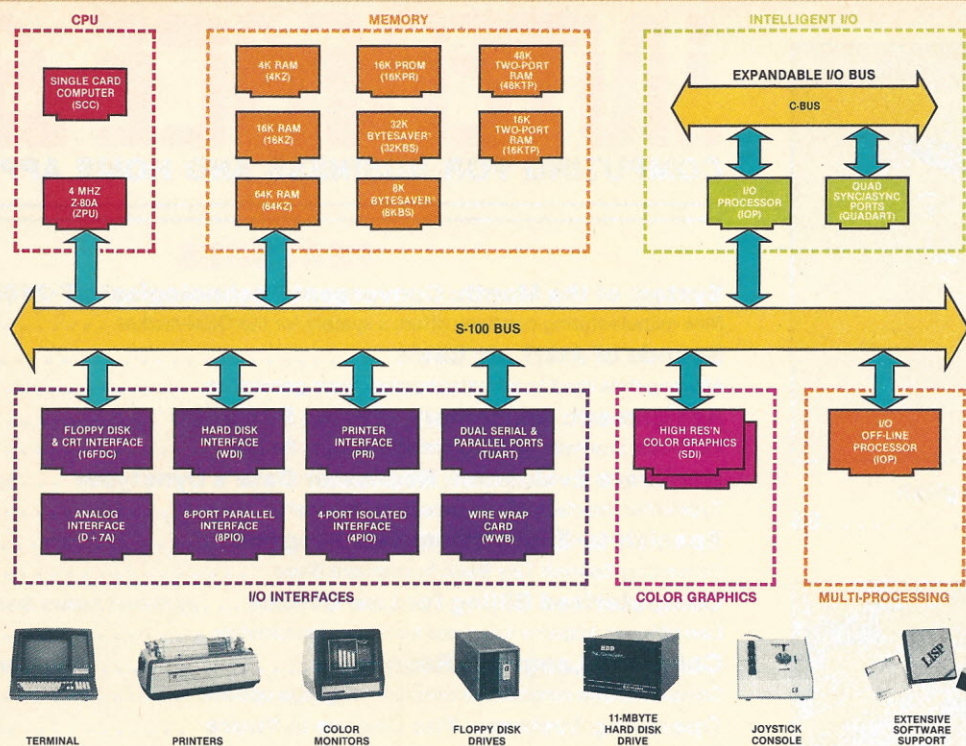 CPU
MEMORY
INTELLIGENT I/O
SINGLE CARD
COMPUTER
(SCC)
4 MHZ
Z-80A
(ZPU)
4K RAM
(4KZ)
16K PROM
(16KPR)
48K
TWO-PORT
RAM
(48KTP)
16K RAM
(16KZ)
32K
BYTESAVER
(32KBS)
16K
TWO-PORT
RAM
(16KTP)
64K RAM
(64KZ)
8K
BYTESAVER
(8KBS)
EXPANDABLE I/O BUS
C-BUS
I/O
PROCESSOR
(IOP)
QUAD
SYNC/ASYNC
PORTS
(QUADART)
S-100 BUS
FLOPPY DISK
& CRT INTERFACE
(16FDC)
HARD DISK
INTERFACE
(WDI)
PRINTER
INTERFACE
(PRI)
DUAL SERIAL &
PARALLEL PORTS
(TUART)
ANALOG
INTERFACE
(D + 7A)
8-PORT PARALLEL
INTERFACE
(8PIO)
4-PORT ISOLATED
INTERFACE
(4PIO)
WIRE WRAP
CARD
(WWB)
HIGH RES'N
COLOR GRAPHICS
(SDI)
I/O
OFF-LINE
PROCESSOR
(IOP)
I/O INTERFACES
COLOR GRAPHICS
MULTI-PROCESSING
LISP
TERMINAL
PRINTERS
COLOR
MONITORS
FLOPPY DISK
DRIVES
11-MBYTE
HARD DISK
DRIVE
JOYSTICK
CONSOLE
EXTENSIVE
SOFTWARE
SUPPORT